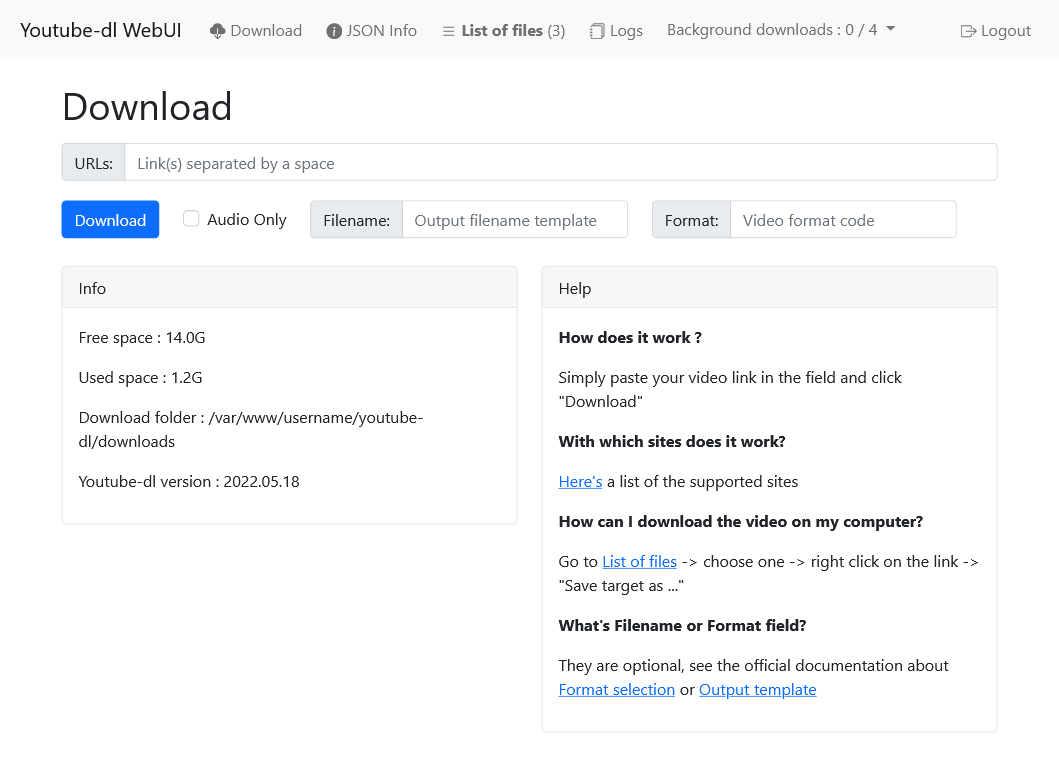 Youtube-dl WebUI Download JSON Info List of files (3) Logs Background downloads : 0 / 4 Logout
Download
URLs: Link(s) separated by a space
Download Audio Only Filename: Output filename template Format: Video format code
Info
Free space : 14.0G
Used space : 1.2G
Download folder : /var/www/username/youtube-
dl/downloads
Youtube-dl version : 2022.05.18
Help
How does it work ?
Simply paste your video link in the field and click
"Download"
With which sites does it work?
Here's a list of the supported sites
How can I download the video on my computer?
Go to List of files -> choose one -> right click on the link ->
"Save target as ..."
What's Filename or Format field?
They are optional, see the official documentation about
Format selection or Output template